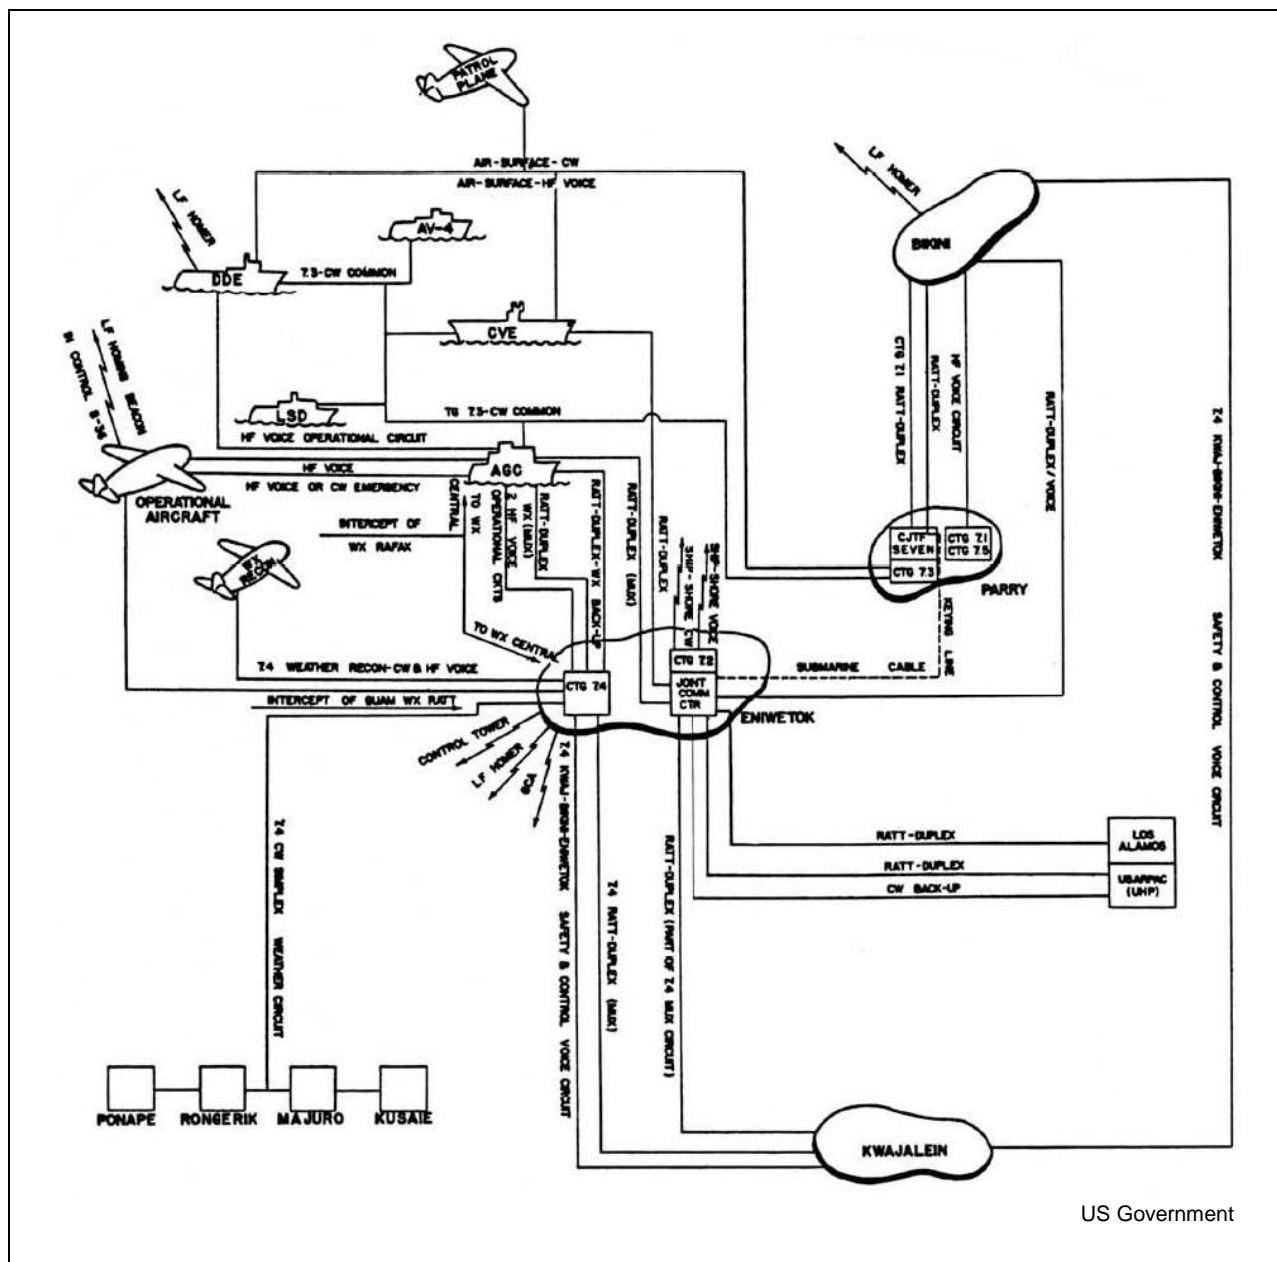 PATROL
PLANE
AIR-SURFACE-CW
AIR-SURFACE-HF VOICE
LF HOMER
LF HOMER
AV-4
BIKINI
DDE
7.3-CW COMMON
CVE
LF HOMING BEACON
IN CONTROL B-36
CTG 7.1 RATT-DUPLEX
RATT-DUPLEX
HF VOICE CIRCUIT
RATT-DUPLEX/VOICE
7.4 KWAJ-BIKINI-ENIWETOK SAFETY & CONTROL VOICE CIRCUIT
LSD
TG 7.3-CW COMMON
HF VOICE OPERATIONAL CIRCUIT
AGC
HF VOICE
HF VOICE OR CW EMERGENCY
OPERATIONAL
AIRCRAFT
TO WX
CENTRAL
2 HF VOICE
OPERATIONAL CKTS
RATT-DUPLEX
WX (MUX)
RATT-DUPLEX-WX BACK-UP
RATT-DUPLEX (MUX)
RATT-DUPLEX
SHIP-SHORE CW
SHIP-SHORE VOICE
INTERCEPT OF
WX RAFAX
WX
RECON
CJTF
SEVEN
CTG 7.3
CTG 7.1
CTG 7.5
PARRY
KEYING LINE
TO WX CENTRAL
7.4 WEATHER RECON-CW & HF VOICE
CTG 7.4
CTG 7.2
JONT
COMM
CTR
SUBMARINE CABLE
INTERCEPT OF GUAM WX RATT
ENIWETOK
CONTROL TOWER
LF HOMER
GCA
7.4 KWAJ-BIKINI-ENIWETOK SAFETY & CONTROL VOICE CIRCUIT
7.4 RATT-DUPLEX (MUX)
RATT-DUPLEX (PART OF 7.4 MUX CIRCUIT)
7.4 CW SIMPLEX WEATHER CIRCUIT
RATT-DUPLEX
LOS
ALAMOS
RATT-DUPLEX
CW BACK-UP
USARPAC
(UHP)
PONAPE
RONGERIK
MAJURO
KUSAIE
KWAJALEIN
US Government